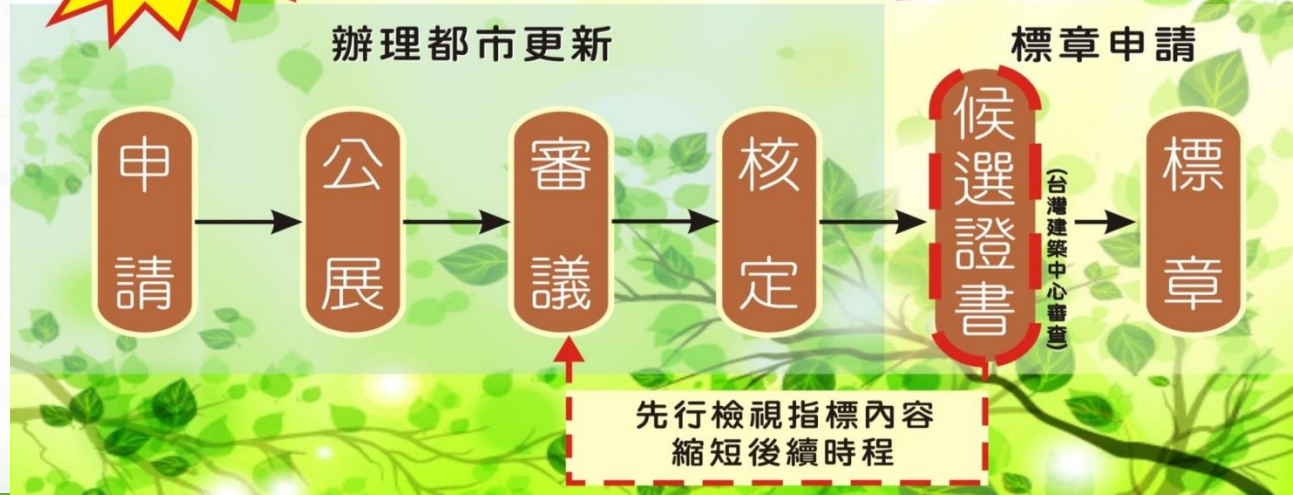 辦理都市更新
標章申請
申請
公展
審議
核定
候選證書
(台灣建築中心審查)
標章
先行檢視指標內容
縮短後續時程